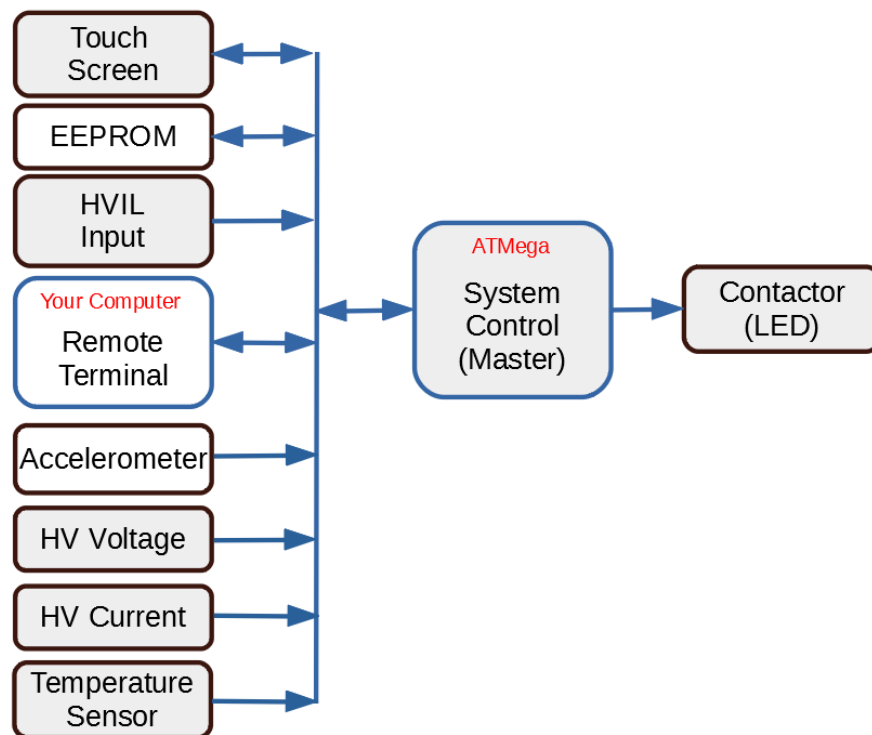 Touch
Screen
EEPROM
HVIL
Input
Your Computer
Remote
Terminal
Accelerometer
HV Voltage
HV Current
Temperature
Sensor
ATMega
System
Control
(Master)
Contactor
(LED)